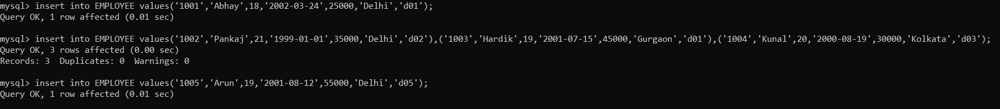 mysql> insert into EMPLOYEE values('1001','Abhay',18,'2002-03-24',25000,'Delhi','d01');
Query OK, 1 row affected (0.01 sec)
mysql> insert into EMPLOYEE values('1002','Pankaj',21,'1999-01-01',35000,'Delhi','d02'),('1003','Hardik',19,'2001-07-15',45000,'Gurgaon','d01'),('1004','Kunal',20,'2000-08-19',30000,'Kolkata','d03');
Query OK, 3 rows affected (0.00 sec)
Records: 3  Duplicates: 0  Warnings: 0
mysql> insert into EMPLOYEE values('1005','Arun',19,'2001-08-12',55000,'Delhi','d05');
Query OK, 1 row affected (0.01 sec)